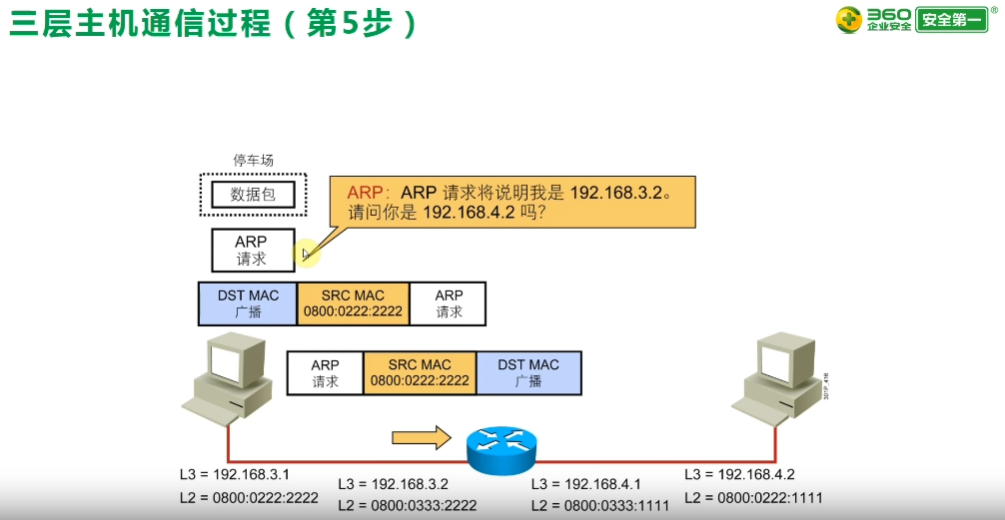 三层主机通信过程（第5步）
360
企业安全
安全第一
®
停车场
数据包
ARP：ARP 请求将说明我是 192.168.3.2。
请问你是 192.168.4.2 吗？
ARP
请求
DST MAC
广播
SRC MAC
0800:0222:2222
ARP
请求
ARP
请求
SRC MAC
0800:0222:2222
DST MAC
广播
301P_416
L3 = 192.168.3.1
L2 = 0800:0222:2222
L3 = 192.168.3.2
L2 = 0800:0333:2222
L3 = 192.168.4.1
L2 = 0800:0333:1111
L3 = 192.168.4.2
L2 = 0800:0222:1111